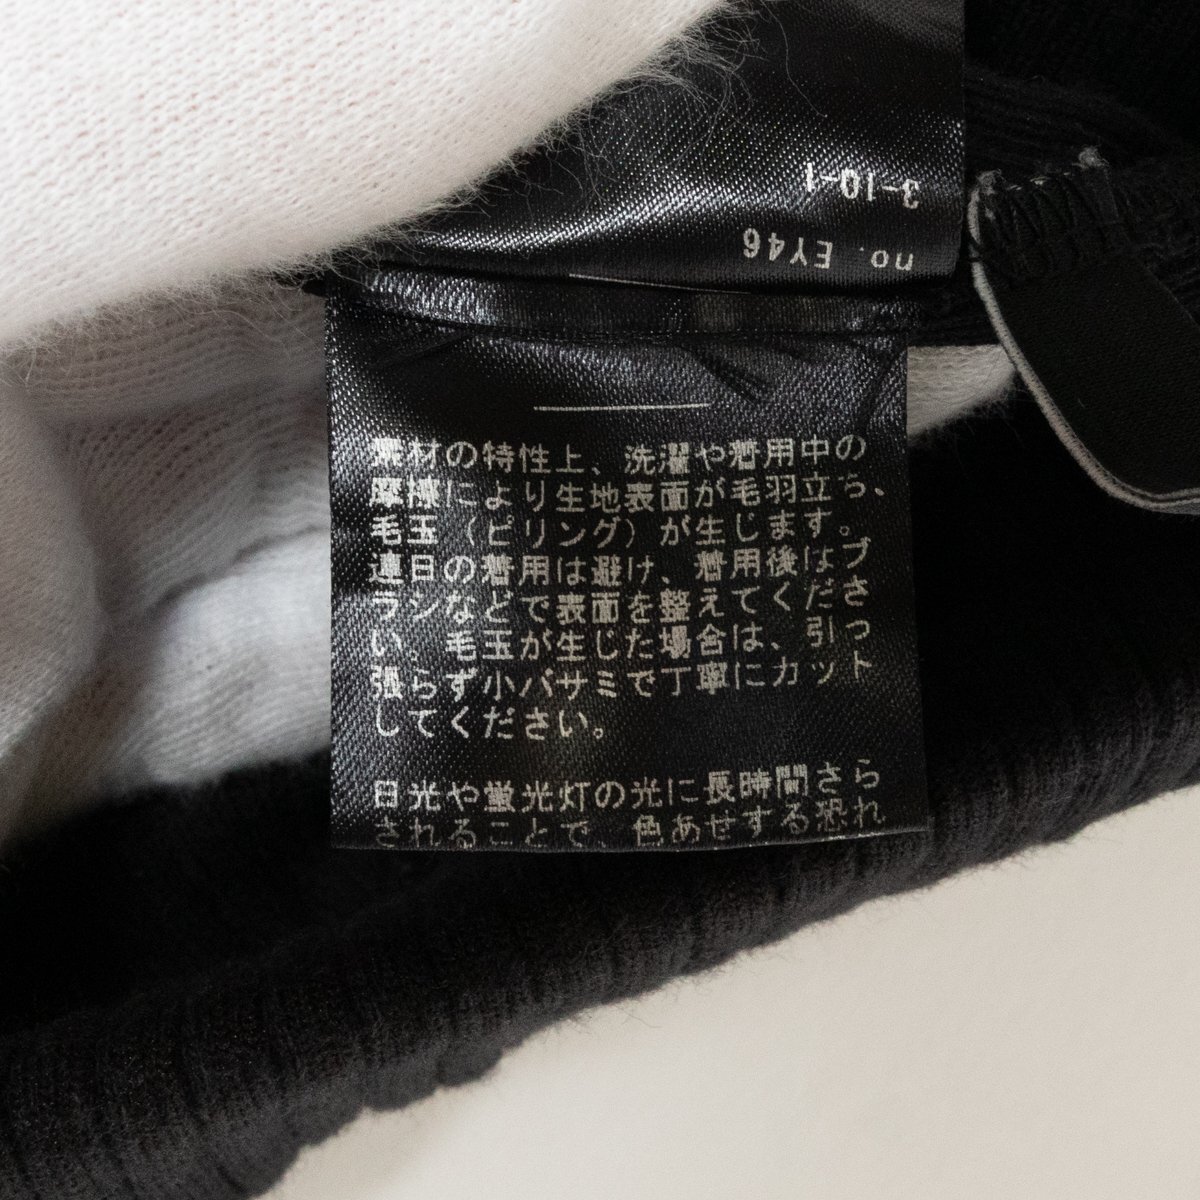 3-10-1
no. EY46
素材の特性上、洗濯や着用中の
摩擦により生地表面が毛羽立ち、
毛玉（ピリング）が生じます。
連日の着用は避け、着用後はブ
ラシなどで表面を整えてくださ
い。毛玉が生じた場合は、引っ
張らず小バサミで丁寧にカット
してください。
日光や蛍光灯の光に長時間さら
されることで、色あせする恐れ